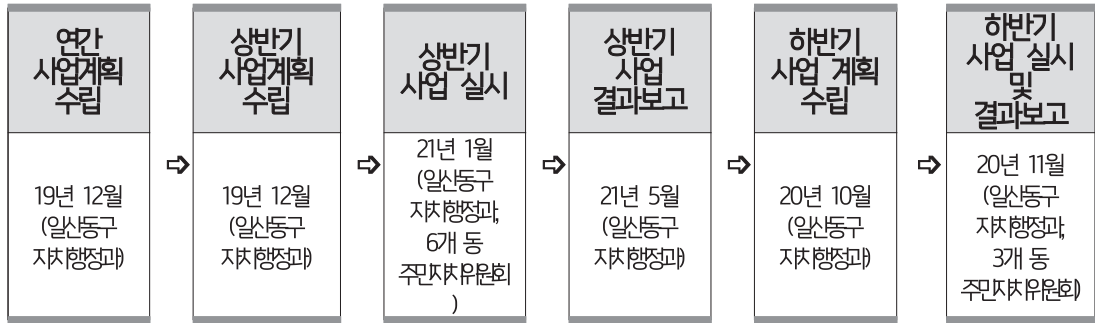 연간
사업계획
수립
19년 12월
(일산동구
자치행정과)
⇨
상반기
사업계획
수립
19년 12월
(일산동구
자치행정과)
⇨
상반기
사업 실시
21년 1월
(일산동구
자치행정과,
6개 동
주민자치위원회
)
⇨
상반기
사업
결과보고
21년 5월
(일산동구
자치행정과)
⇨
하반기
사업 계획
수립
20년 10월
(일산동구
자치행정과)
⇨
하반기
사업 실시
및
결과보고
20년 11월
(일산동구
자치행정과,
3개 동
주민자치위원회)